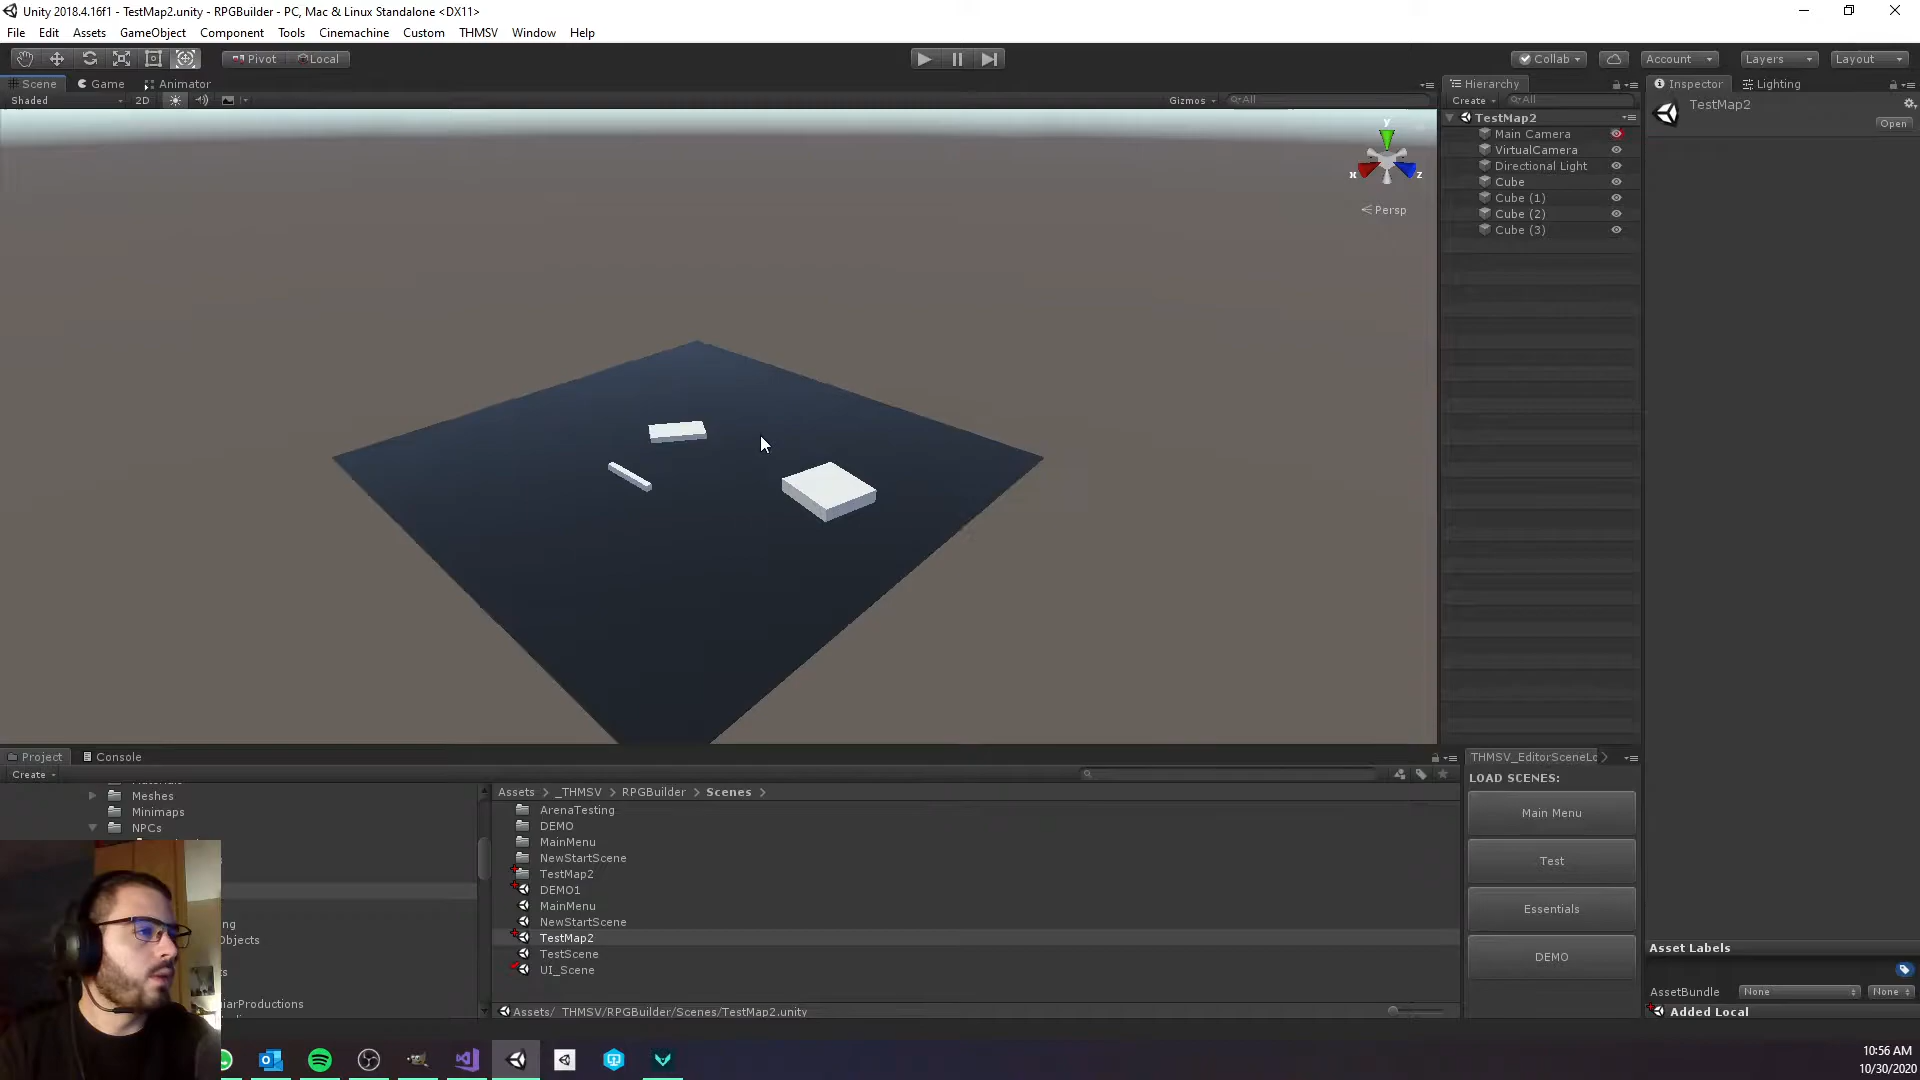 Unity 2018.4.16f1 - TestMap2.unity - RPGBuilder - PC, Mac & Linux Standalone <DX11>
File Edit Assets GameObject Component Tools Cinemachine Custom THMSV Window Help
Pivot Local Collab Account Layers Layout
Scene Game Animator Hierarchy Inspector Lighting
Shaded 2D Gizmos All Create All TestMap2
Open
TestMap2
Main Camera
VirtualCamera
Directional Light
Cube
Cube (1)
Cube (2)
Cube (3)
y
x z
Persp
Project Console
Create
Meshes
Minimaps
NPCs
ng
Objects
ts
iarProductions
Assets > _THMSV > RPGBuilder > Scenes >
ArenaTesting
DEMO
MainMenu
NewStartScene
TestMap2
DEMO1
MainMenu
NewStartScene
TestMap2
TestScene
UI_Scene
Assets/_THMSV/RPGBuilder/Scenes/TestMap2.unity
THMSV_EditorSceneLo
LOAD SCENES:
Main Menu
Test
Essentials
DEMO
Asset Labels
AssetBundle None None
Added Local
10:56 AM
10/30/2020